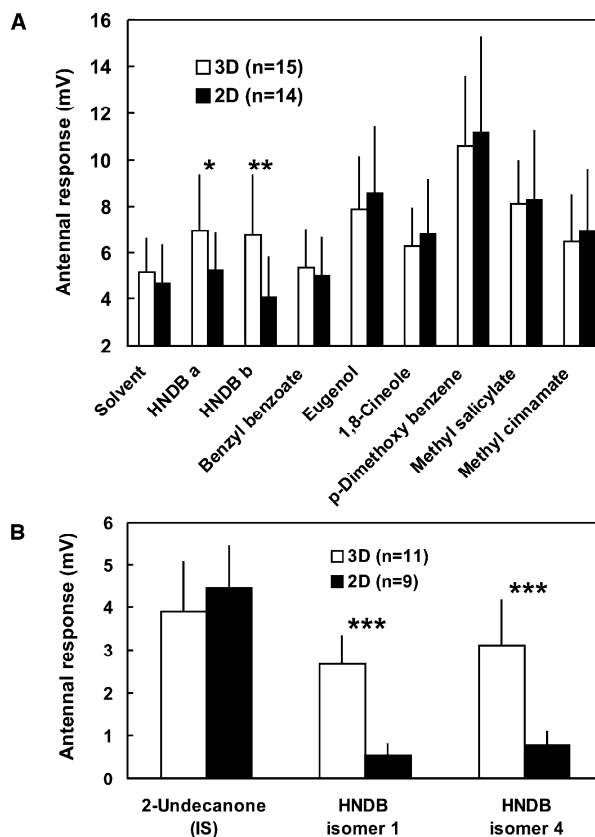 A
16
14
12
10
8
6
4
2
Antennal response (mV)
3D (n=15)
2D (n=14)
*
**
Solvent
HNDB a
HNDB b
Benzyl benzoate
Eugenol
1,8-Cineole
p-Dimethoxy benzene
Methyl salicylate
Methyl cinnamate
B
6
5
4
3
2
1
0
Antennal response (mV)
3D (n=11)
2D (n=9)
***
***
2-Undecanone
(IS)
HNDB
isomer 1
HNDB
isomer 4